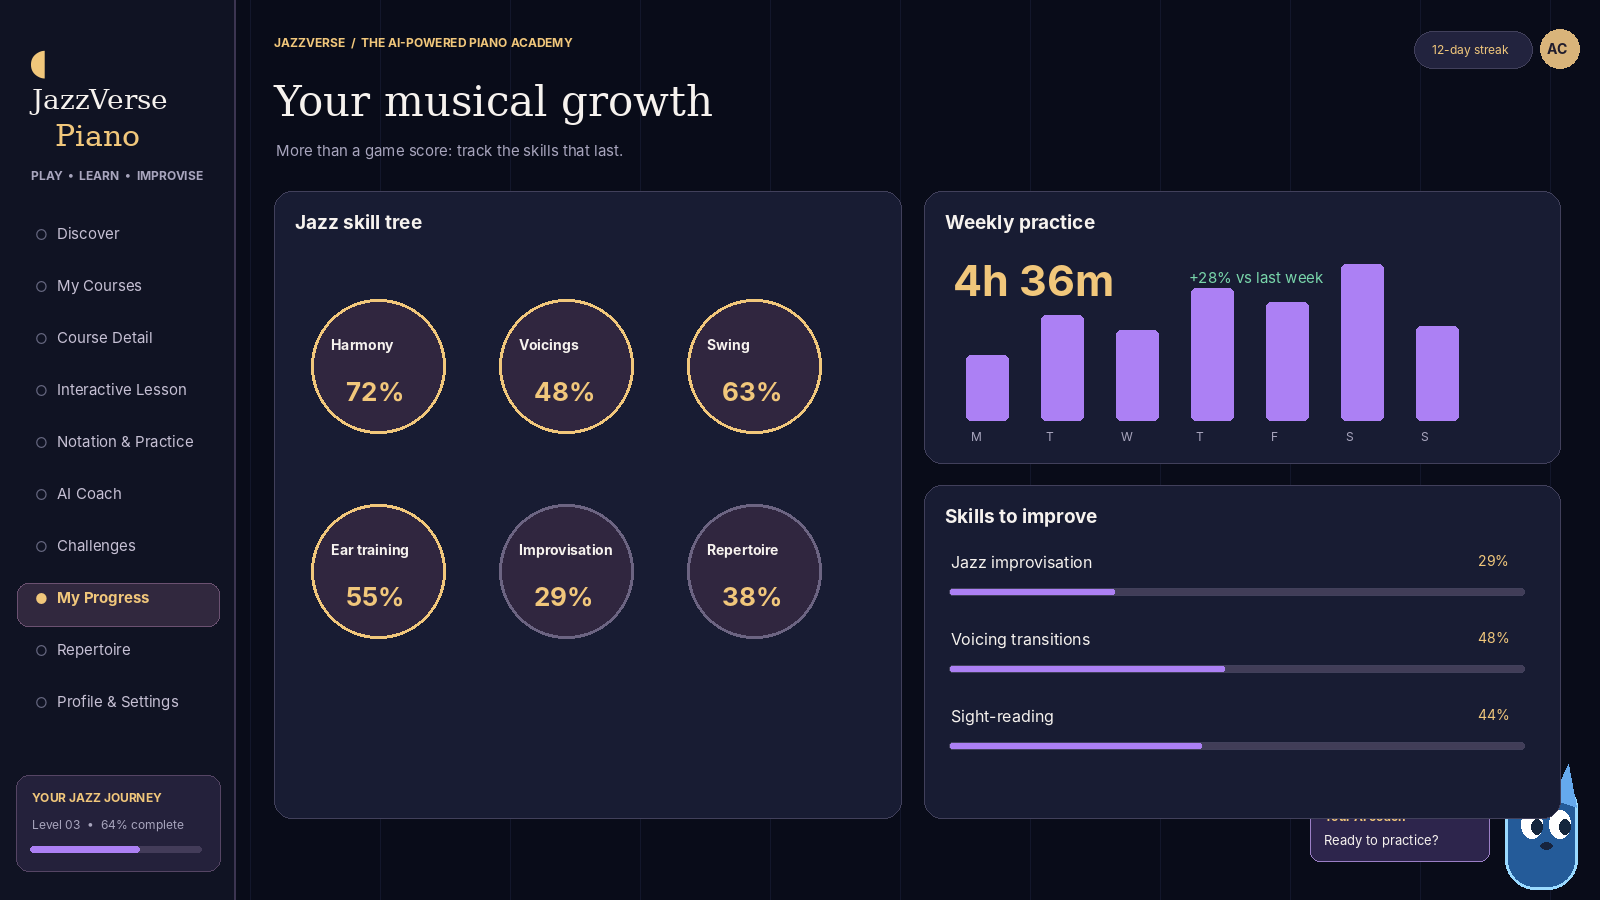 JazzVerse
Piano
PLAY • LEARN • IMPROVISE
Discover
My Courses
Course Detail
Interactive Lesson
Notation & Practice
AI Coach
Challenges
My Progress
Repertoire
Profile & Settings
YOUR JAZZ JOURNEY
Level 03 • 64% complete
JAZZVERSE / THE AI-POWERED PIANO ACADEMY
12-day streak
AC
Your musical growth
More than a game score: track the skills that last.
Jazz skill tree
Harmony
72%
Voicings
48%
Swing
63%
Ear training
55%
Improvisation
29%
Repertoire
38%
Weekly practice
4h 36m
+28% vs last week
M T W T F S S
Skills to improve
Jazz improvisation 29%
Voicing transitions 48%
Sight-reading 44%
Your AI coach
Ready to practice?